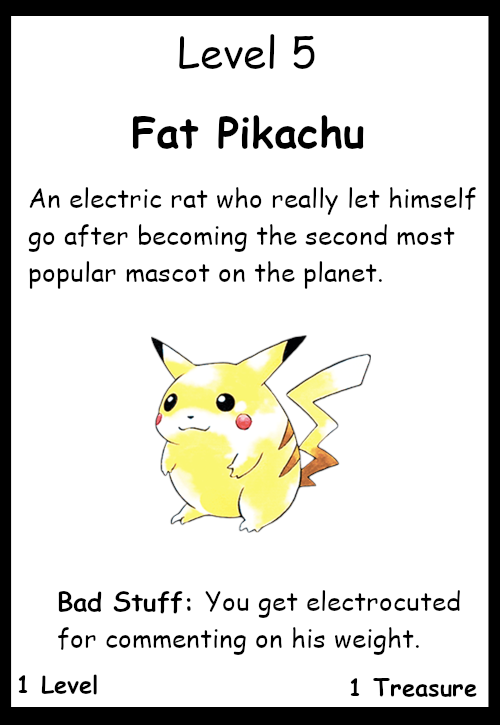 Level 5
Fat Pikachu
An electric rat who really let himself
go after becoming the second most
popular mascot on the planet.
Bad Stuff: You get electrocuted
for commenting on his weight.
1 Level
1 Treasure